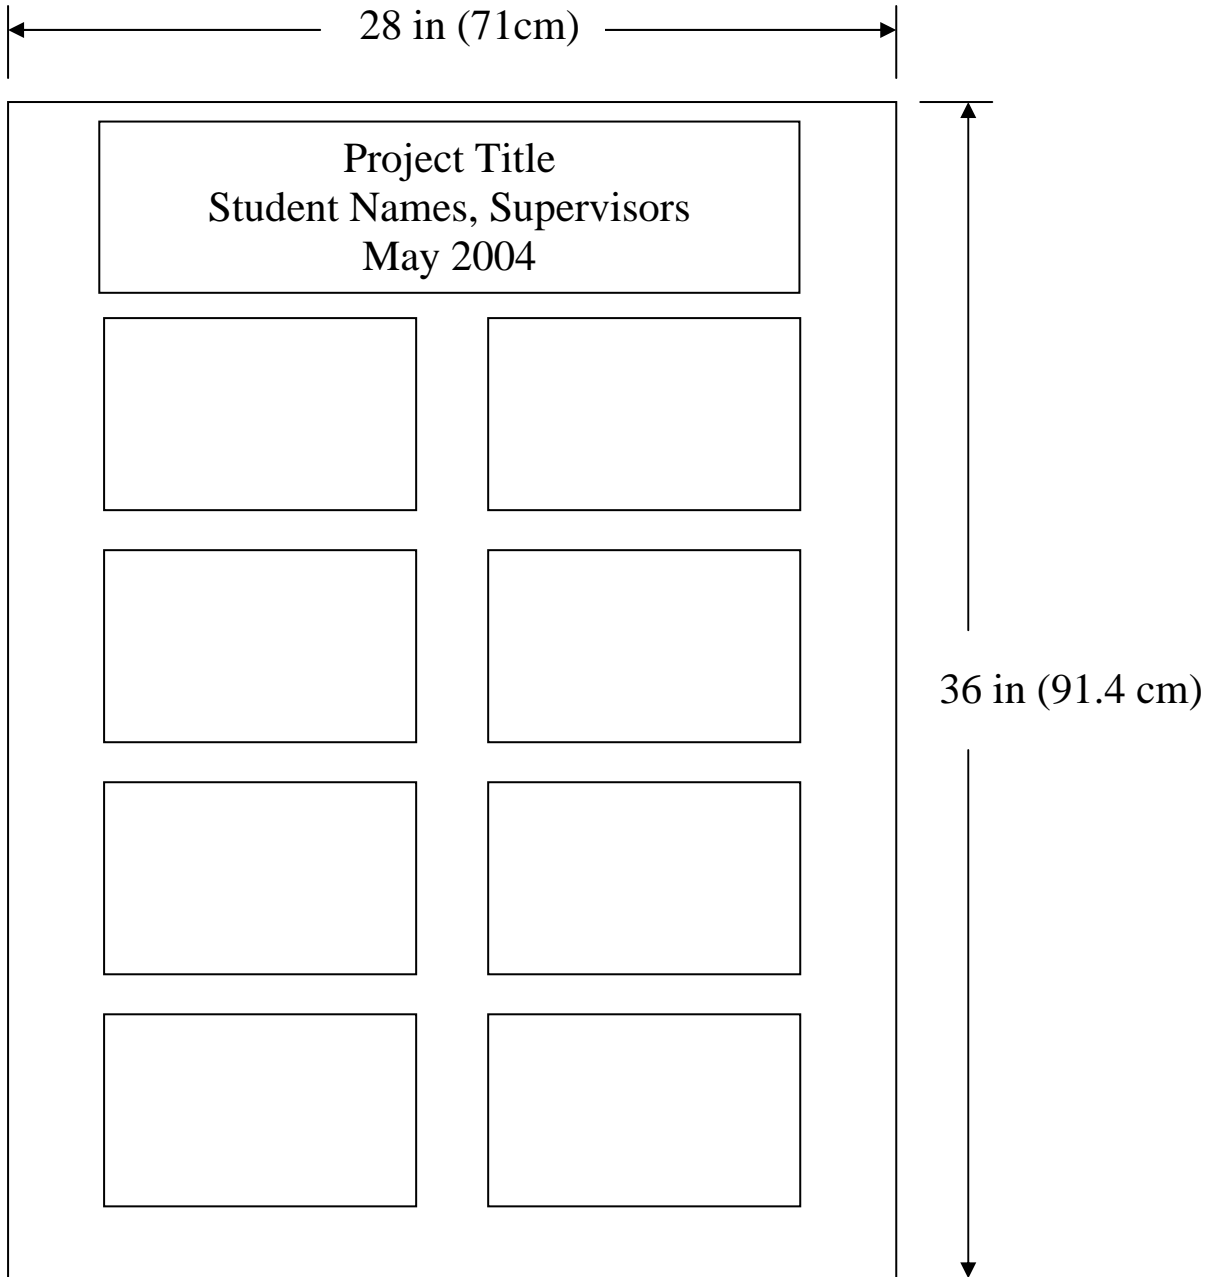 28 in (71cm)
Project Title
Student Names, Supervisors
May 2004
36 in (91.4 cm)